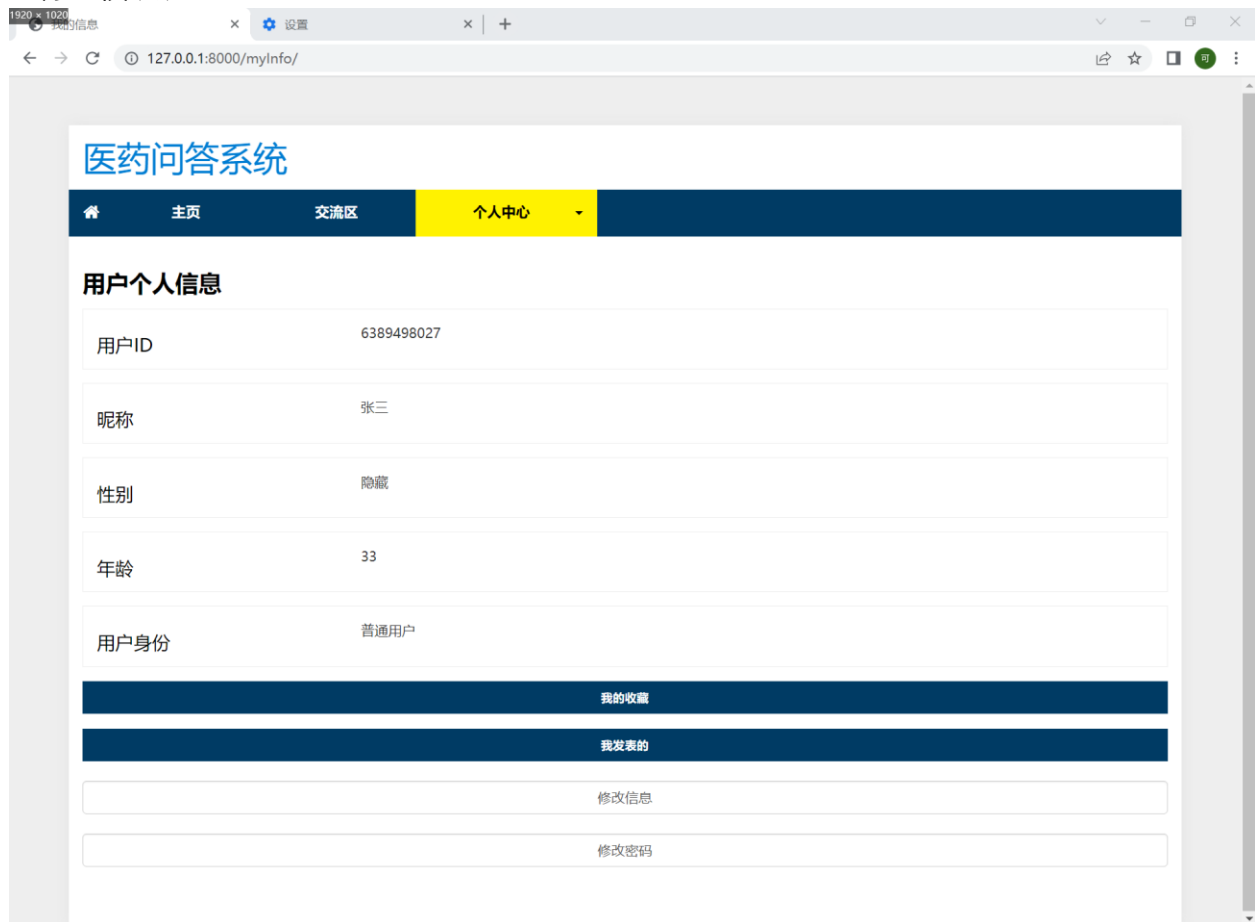 1920 × 1020
我的信息 设置
127.0.0.1:8000/myInfo/ 可
医药问答系统
主页 交流区 个人中心
用户个人信息
用户ID 6389498027
昵称 张三
性别 隐藏
年龄 33
用户身份 普通用户
我的收藏
我发表的
修改信息
修改密码